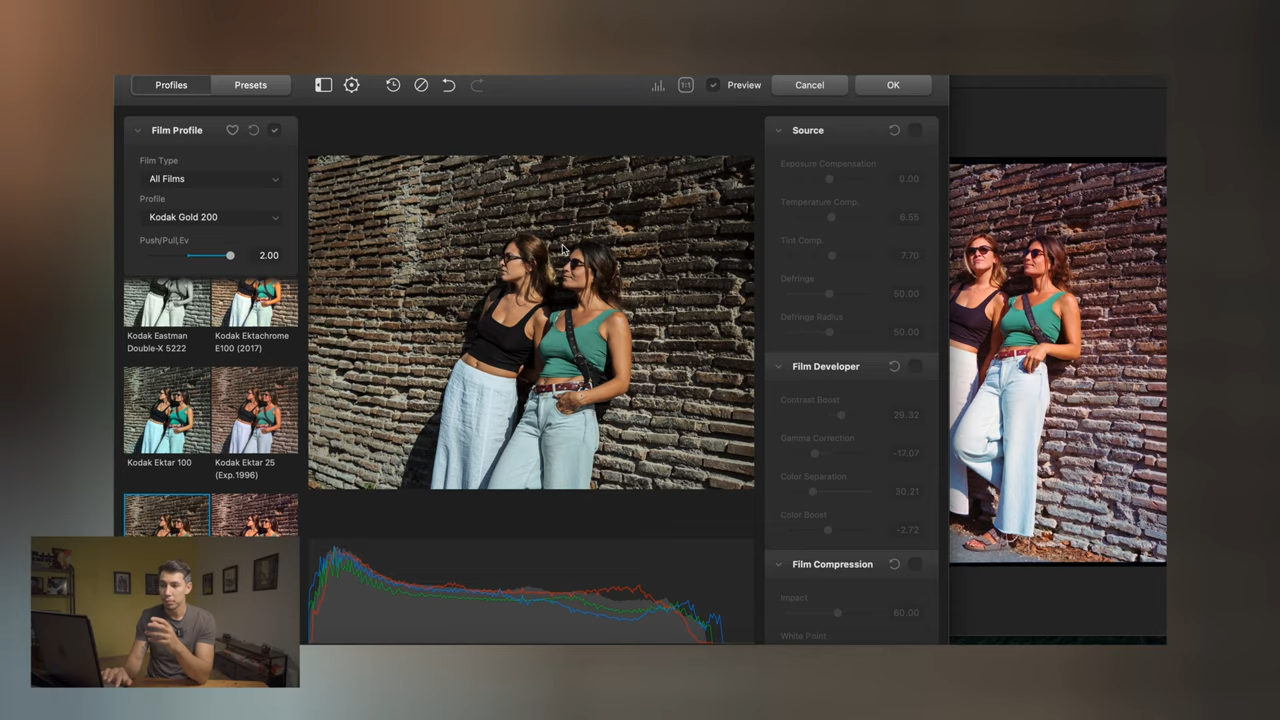 Profiles
Presets
Preview
Cancel
OK
Film Profile
Film Type
All Films
Profile
Kodak Gold 200
Push/Pull,Ev
2.00
Kodak Eastman
Double-X 5222
Kodak Ektachrome
E100 (2017)
Kodak Ektar 100
Kodak Ektar 25
(Exp.1996)
Source
Exposure Compensation
0.00
Temperature Comp.
6.55
Tint Comp.
7.70
Defringe
50.00
Defringe Radius
50.00
Film Developer
Contrast Boost
29.32
Gamma Correction
-17.07
Color Separation
30.21
Color Boost
-2.72
Film Compression
Impact
60.00
White Point
1:1